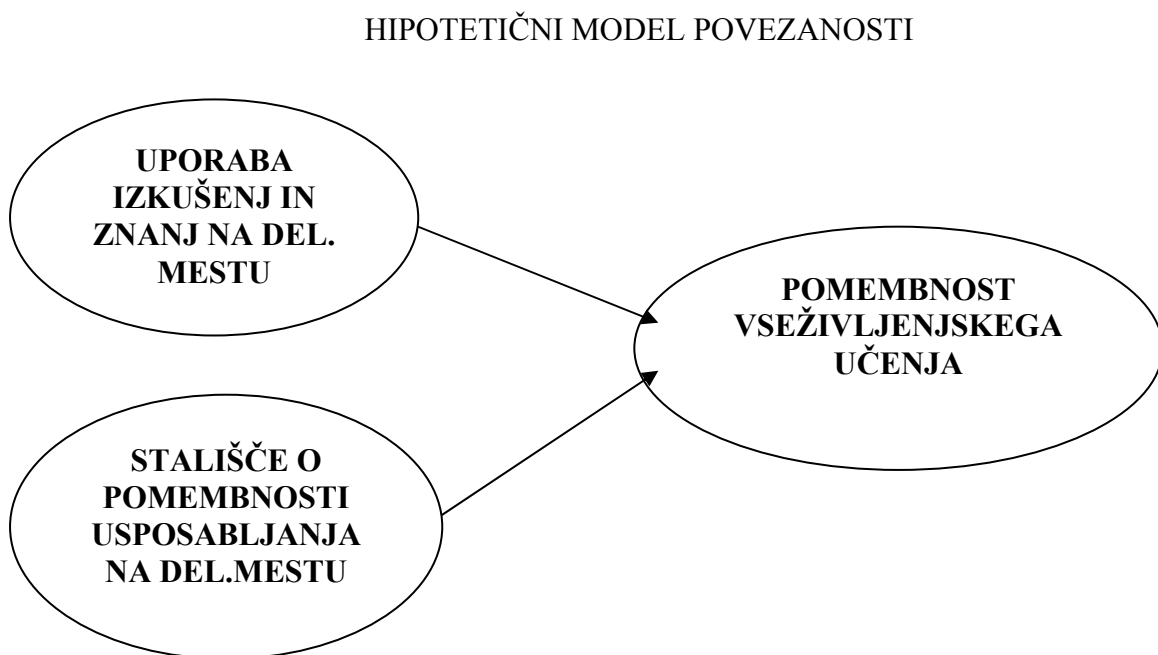 HIPOTETIČNI MODEL POVEZANOSTI
UPORABA
IZKUŠENJ IN
ZNANJ NA DEL.
MESTU
POMEMBNOST
VSEŽIVLJENJSKEGA
UČENJA
STALIŠČE O
POMEMBNOSTI
USPOSABLJANJA
NA DEL.MESTU